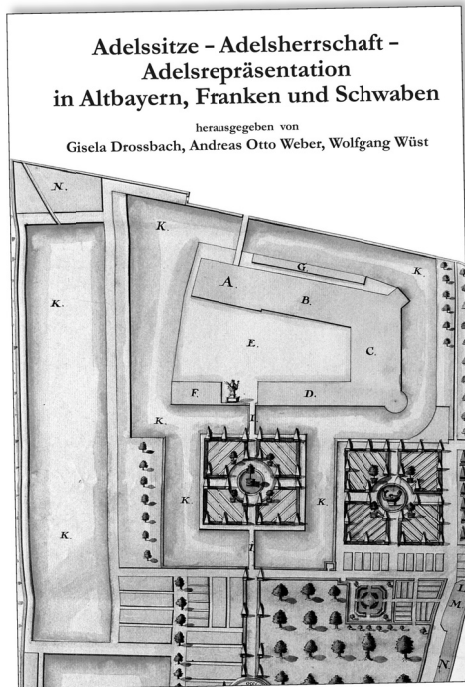 Adelssitze – Adelsherrschaft –
Adelsrepräsentation
in Altbayern, Franken und Schwaben
herausgegeben von
Gisela Drossbach, Andreas Otto Weber, Wolfgang Wüst
N.
K.
G.
K.
A.
B.
K.
E.
C.
F.
D.
I.
K.
K.
K.
K.
I.
L.
M.
N.